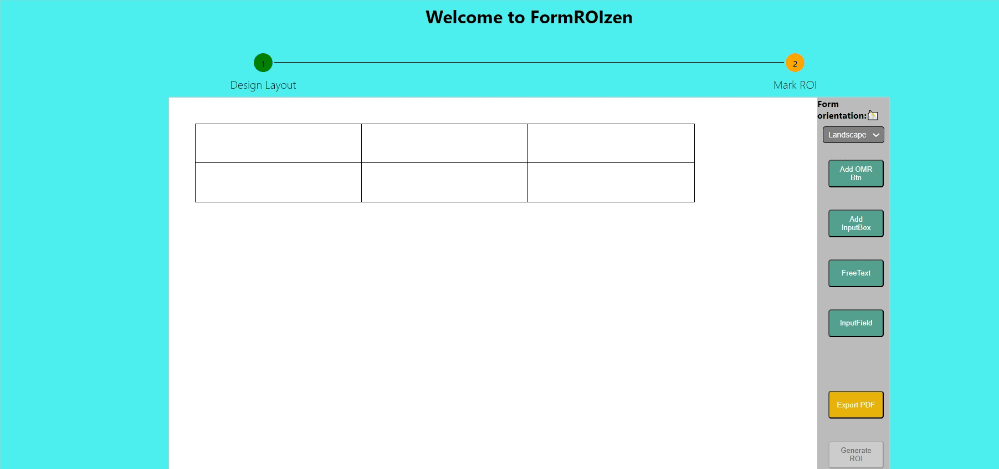 Welcome to FormROIzen
1
2
Design Layout
Mark ROI
Form
orientation:
Landscape
Add OMR
Btn
Add
InputBox
FreeText
InputField
Export PDF
Generate
ROI